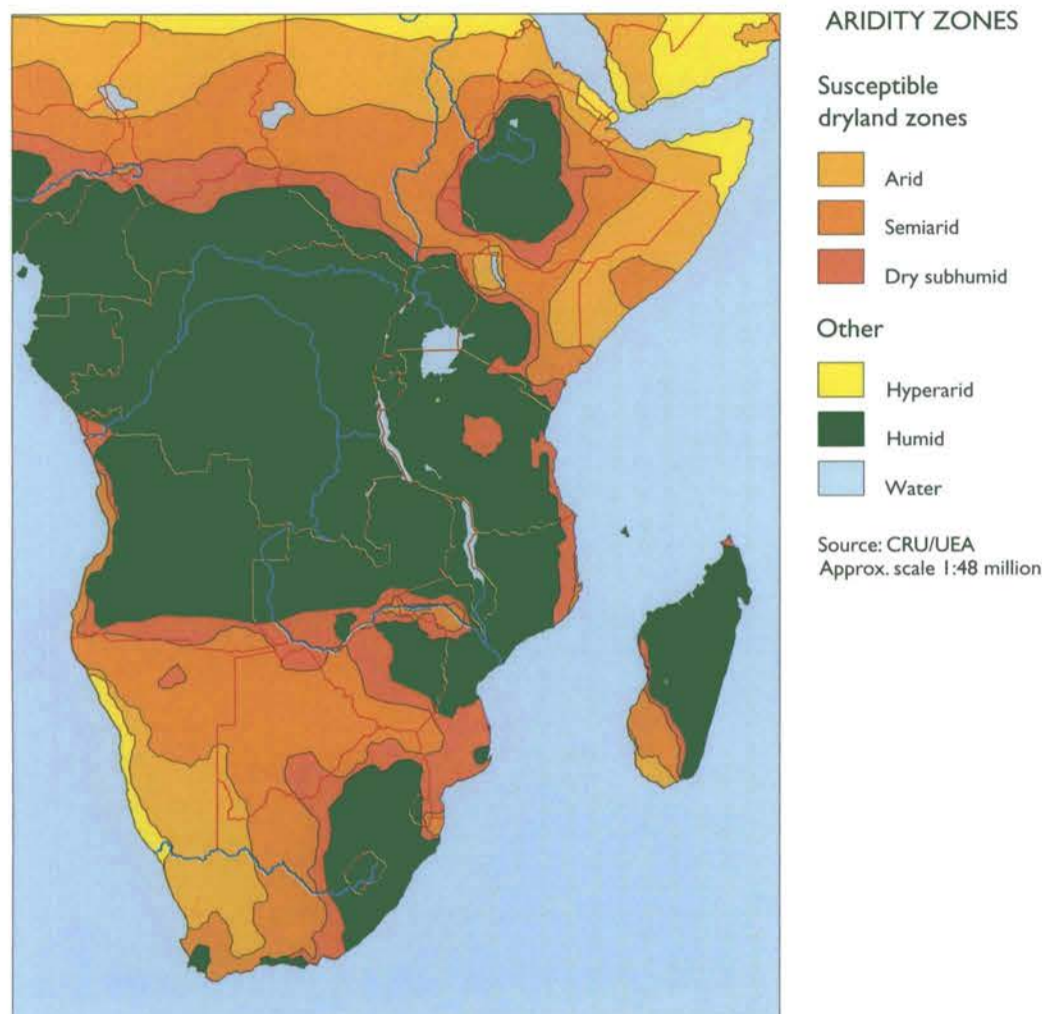 ARIDITY ZONES
Susceptible
dryland zones
Arid
Semiarid
Dry subhumid
Other
Hyperarid
Humid
Water
Source: CRU/UEA
Approx. scale 1:48 million